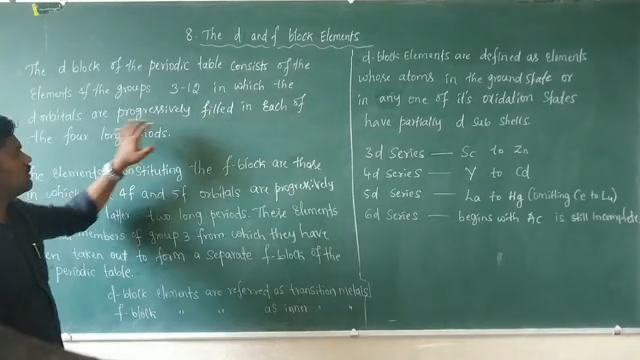 8. The d and f block Elements
The d block of the periodic table consists of the
Elements of the groups 3-12 in which the
d orbitals are progressively filled in Each of
the four long periods.
The elements constituting the f-block are those
in which 4f and 5f orbitals are progressively
latter two long periods. These Elements
members of group 3 from which they have
taken out to form a separate f-block of the
periodic table.
d-block elements are referred as transition metals
f-block " " as inner " "
d-Block Elements are defined as elements
whose atoms in the ground state or
in any one of it's oxidation states
have partially d sub shells.
3d series — Sc to Zn
4d series — Y to Cd
5d series — La to Hg (omitting Ce to Lu)
6d series — begins with Ac is still incomplete